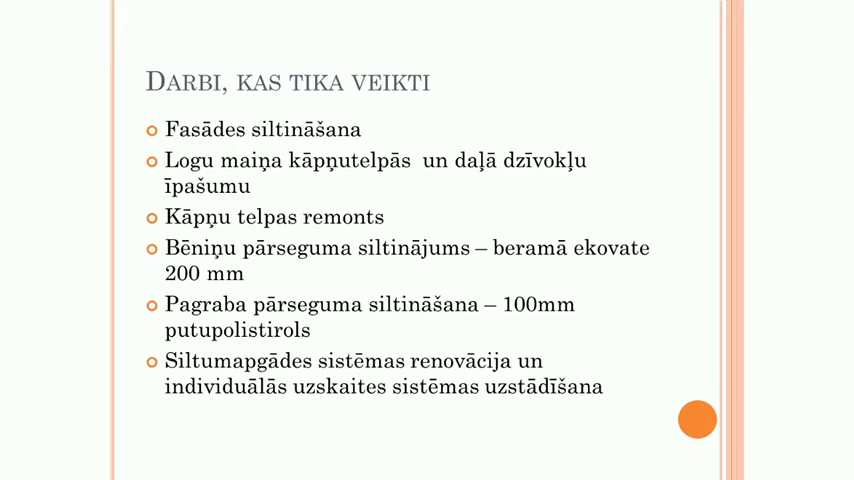 Darbi, kas tika veikti
Fasādes siltināšana
Logu maiņa kāpņutelpās un daļā dzīvokļu
īpašumu
Kāpņu telpas remonts
Bēniņu pārseguma siltinājums – beramā ekovate
200 mm
Pagraba pārseguma siltināšana – 100mm
putupolistirols
Siltumapgādes sistēmas renovācija un
individuālās uzskaites sistēmas uzstādīšana